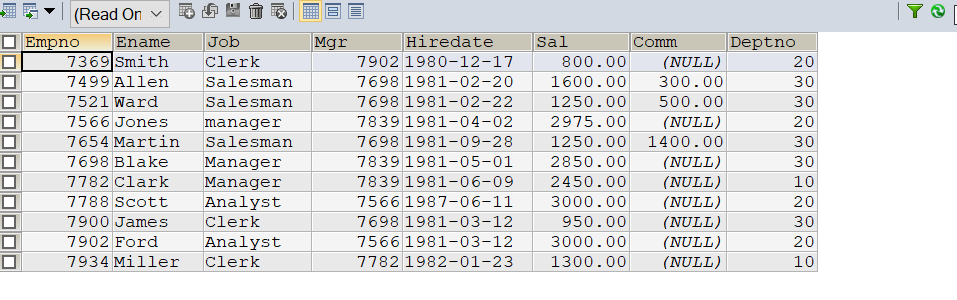 (Read On
Empno Ename Job Mgr Hiredate Sal Comm Deptno
7369 Smith Clerk 7902 1980-12-17 800.00 (NULL) 20
7499 Allen Salesman 7698 1981-02-20 1600.00 300.00 30
7521 Ward Salesman 7698 1981-02-22 1250.00 500.00 30
7566 Jones manager 7839 1981-04-02 2975.00 (NULL) 20
7654 Martin Salesman 7698 1981-09-28 1250.00 1400.00 30
7698 Blake Manager 7839 1981-05-01 2850.00 (NULL) 30
7782 Clark Manager 7839 1981-06-09 2450.00 (NULL) 10
7788 Scott Analyst 7566 1987-06-11 3000.00 (NULL) 20
7900 James Clerk 7698 1981-03-12 950.00 (NULL) 30
7902 Ford Analyst 7566 1981-03-12 3000.00 (NULL) 20
7934 Miller Clerk 7782 1982-01-23 1300.00 (NULL) 10